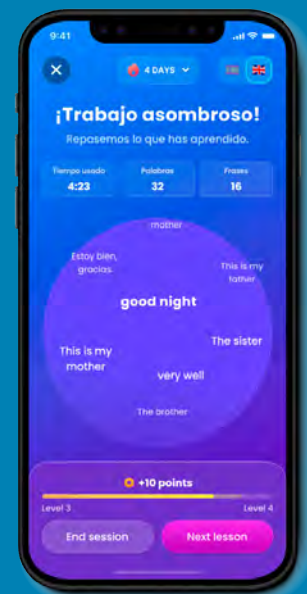 9:41
4 DAYS
¡Trabajo asombroso!
Repasemos lo que has aprendido.
Tiempo usado Palabras Frases
4:23 32 16
mother
Estoy bien,
gracias.
This is my
father
good night
The sister
This is my
mother
very well
The brother
+10 points
Level 3 Level 4
End session Next lesson